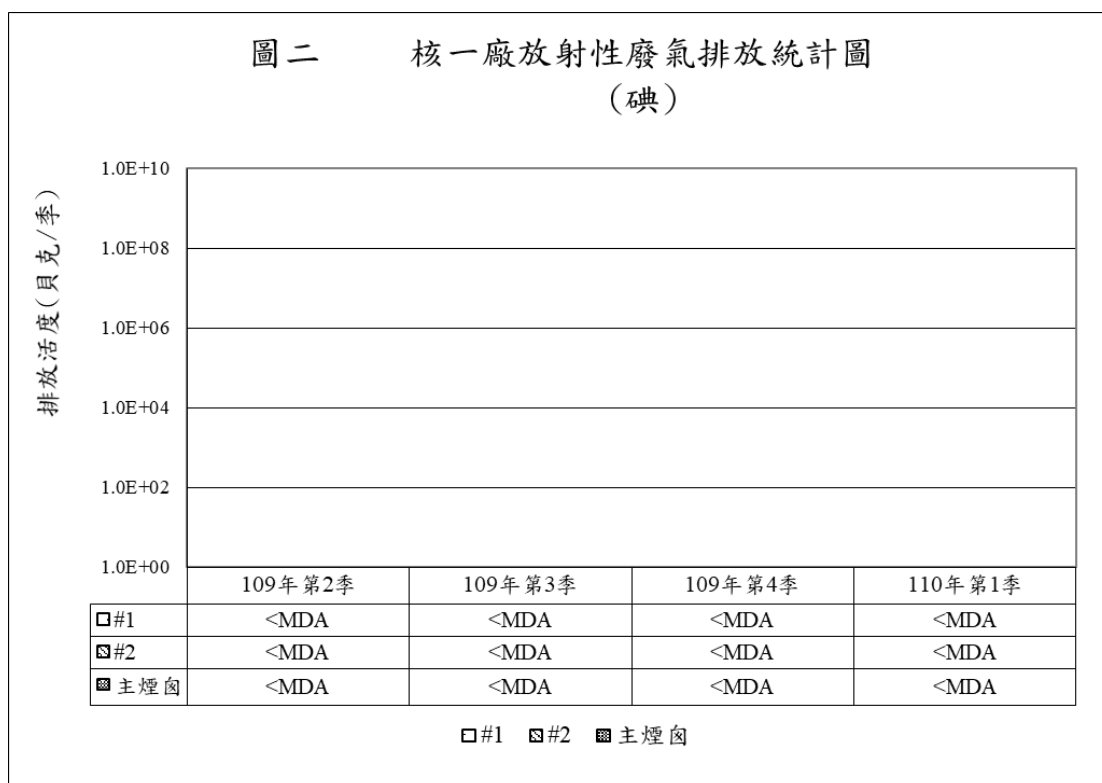 圖二 核一廠放射性廢氣排放統計圖
(碘)
排放活度(貝克/季)
1.0E+10
1.0E+08
1.0E+06
1.0E+04
1.0E+02
1.0E+00
109年第2季 109年第3季 109年第4季 110年第1季
#1 <MDA <MDA <MDA <MDA
#2 <MDA <MDA <MDA <MDA
主煙囪 <MDA <MDA <MDA <MDA
#1 #2 主煙囪